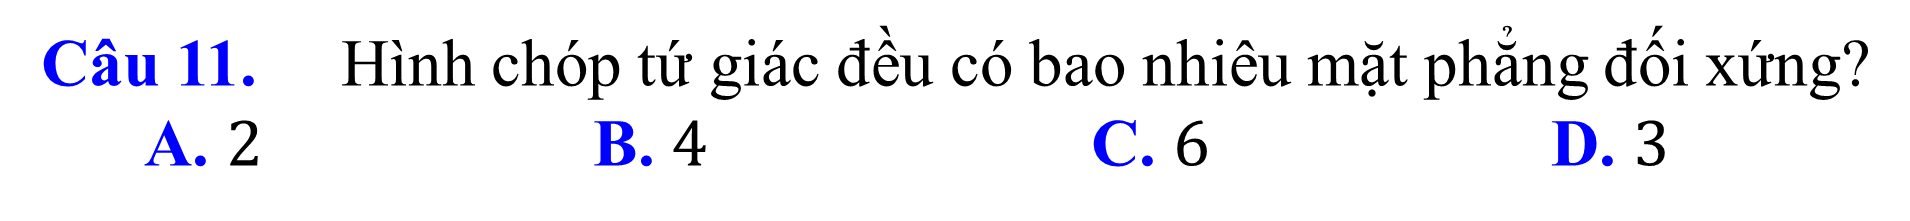 Câu 11. Hình chóp tứ giác đều có bao nhiêu mặt phẳng đối xứng?
A. 2 B. 4 C. 6 D. 3